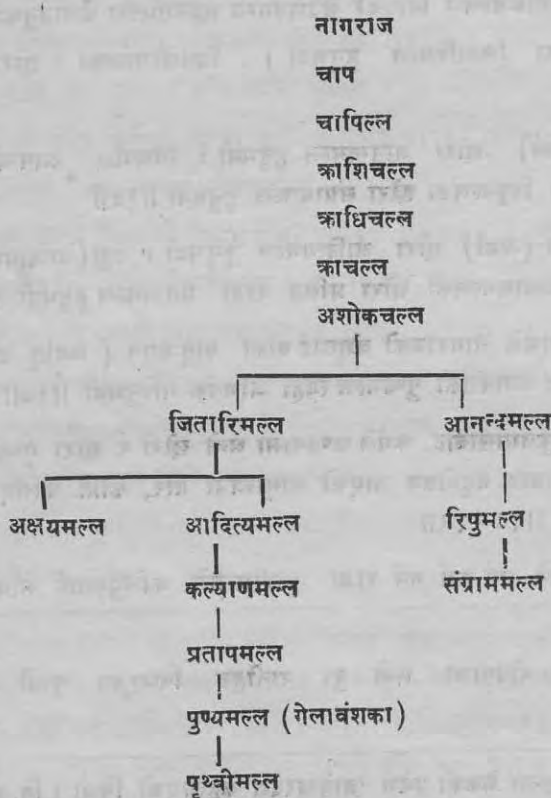 नागराज
चाप
चापिल्ल
क्राशिचल्ल
क्राधिचल्ल
क्राचल्ल
अशोकचल्ल
जितारिमल्ल आनन्दमल्ल
अक्षयमल्ल आदित्यमल्ल रिपुमल्ल
कल्याणमल्ल संग्राममल्ल
प्रतापमल्ल
पुण्यमल्ल (गेलावंशका)
पृथ्वीमल्ल